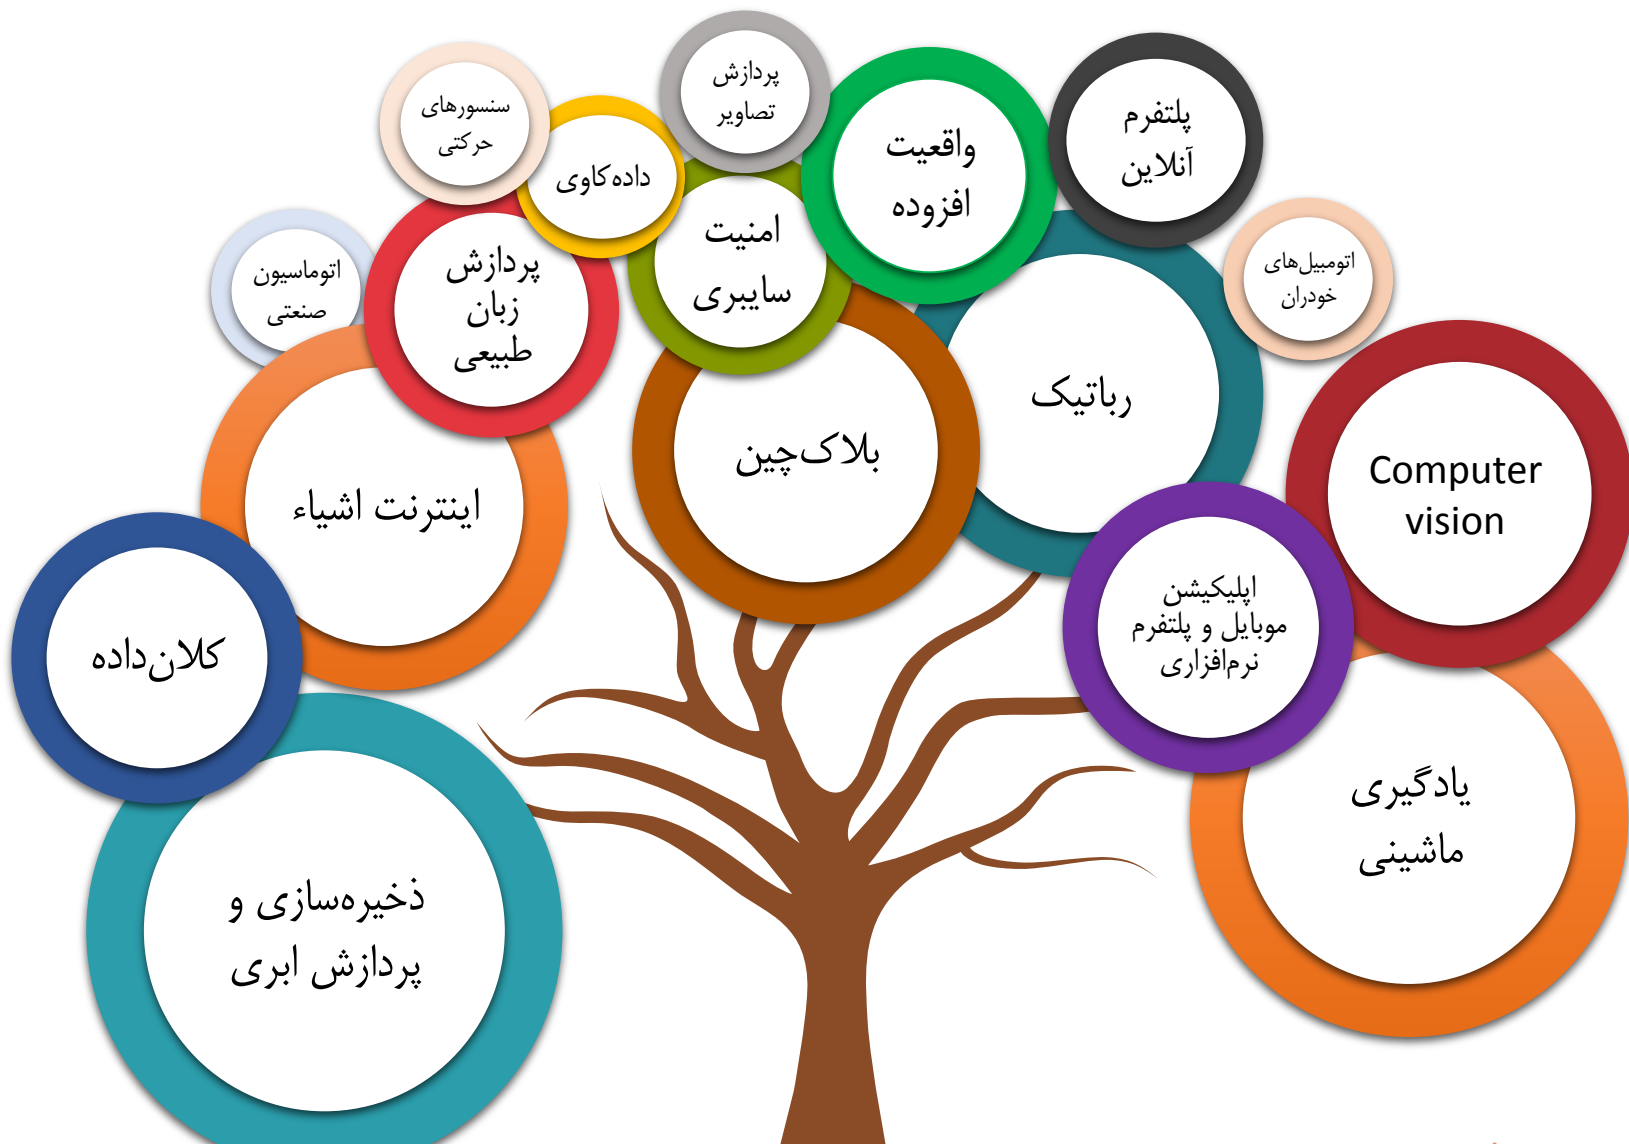 پردازش
تصاویر
پلتفرم
آنلاین
واقعیت
افزوده
سنسورهای
حرکتی
داده‌کاوی
امنیت
سایبری
اتومبیل‌های
خودران
پردازش
زبان
طبیعی
اتوماسیون
صنعتی
رباتیک
بلاک‌چین
Computer
vision
اینترنت اشیاء
اپلیکیشن
موبایل و پلتفرم
نرم‌افزاری
کلان‌داده
یادگیری
ماشینی
ذخیره‌سازی و
پردازش ابری